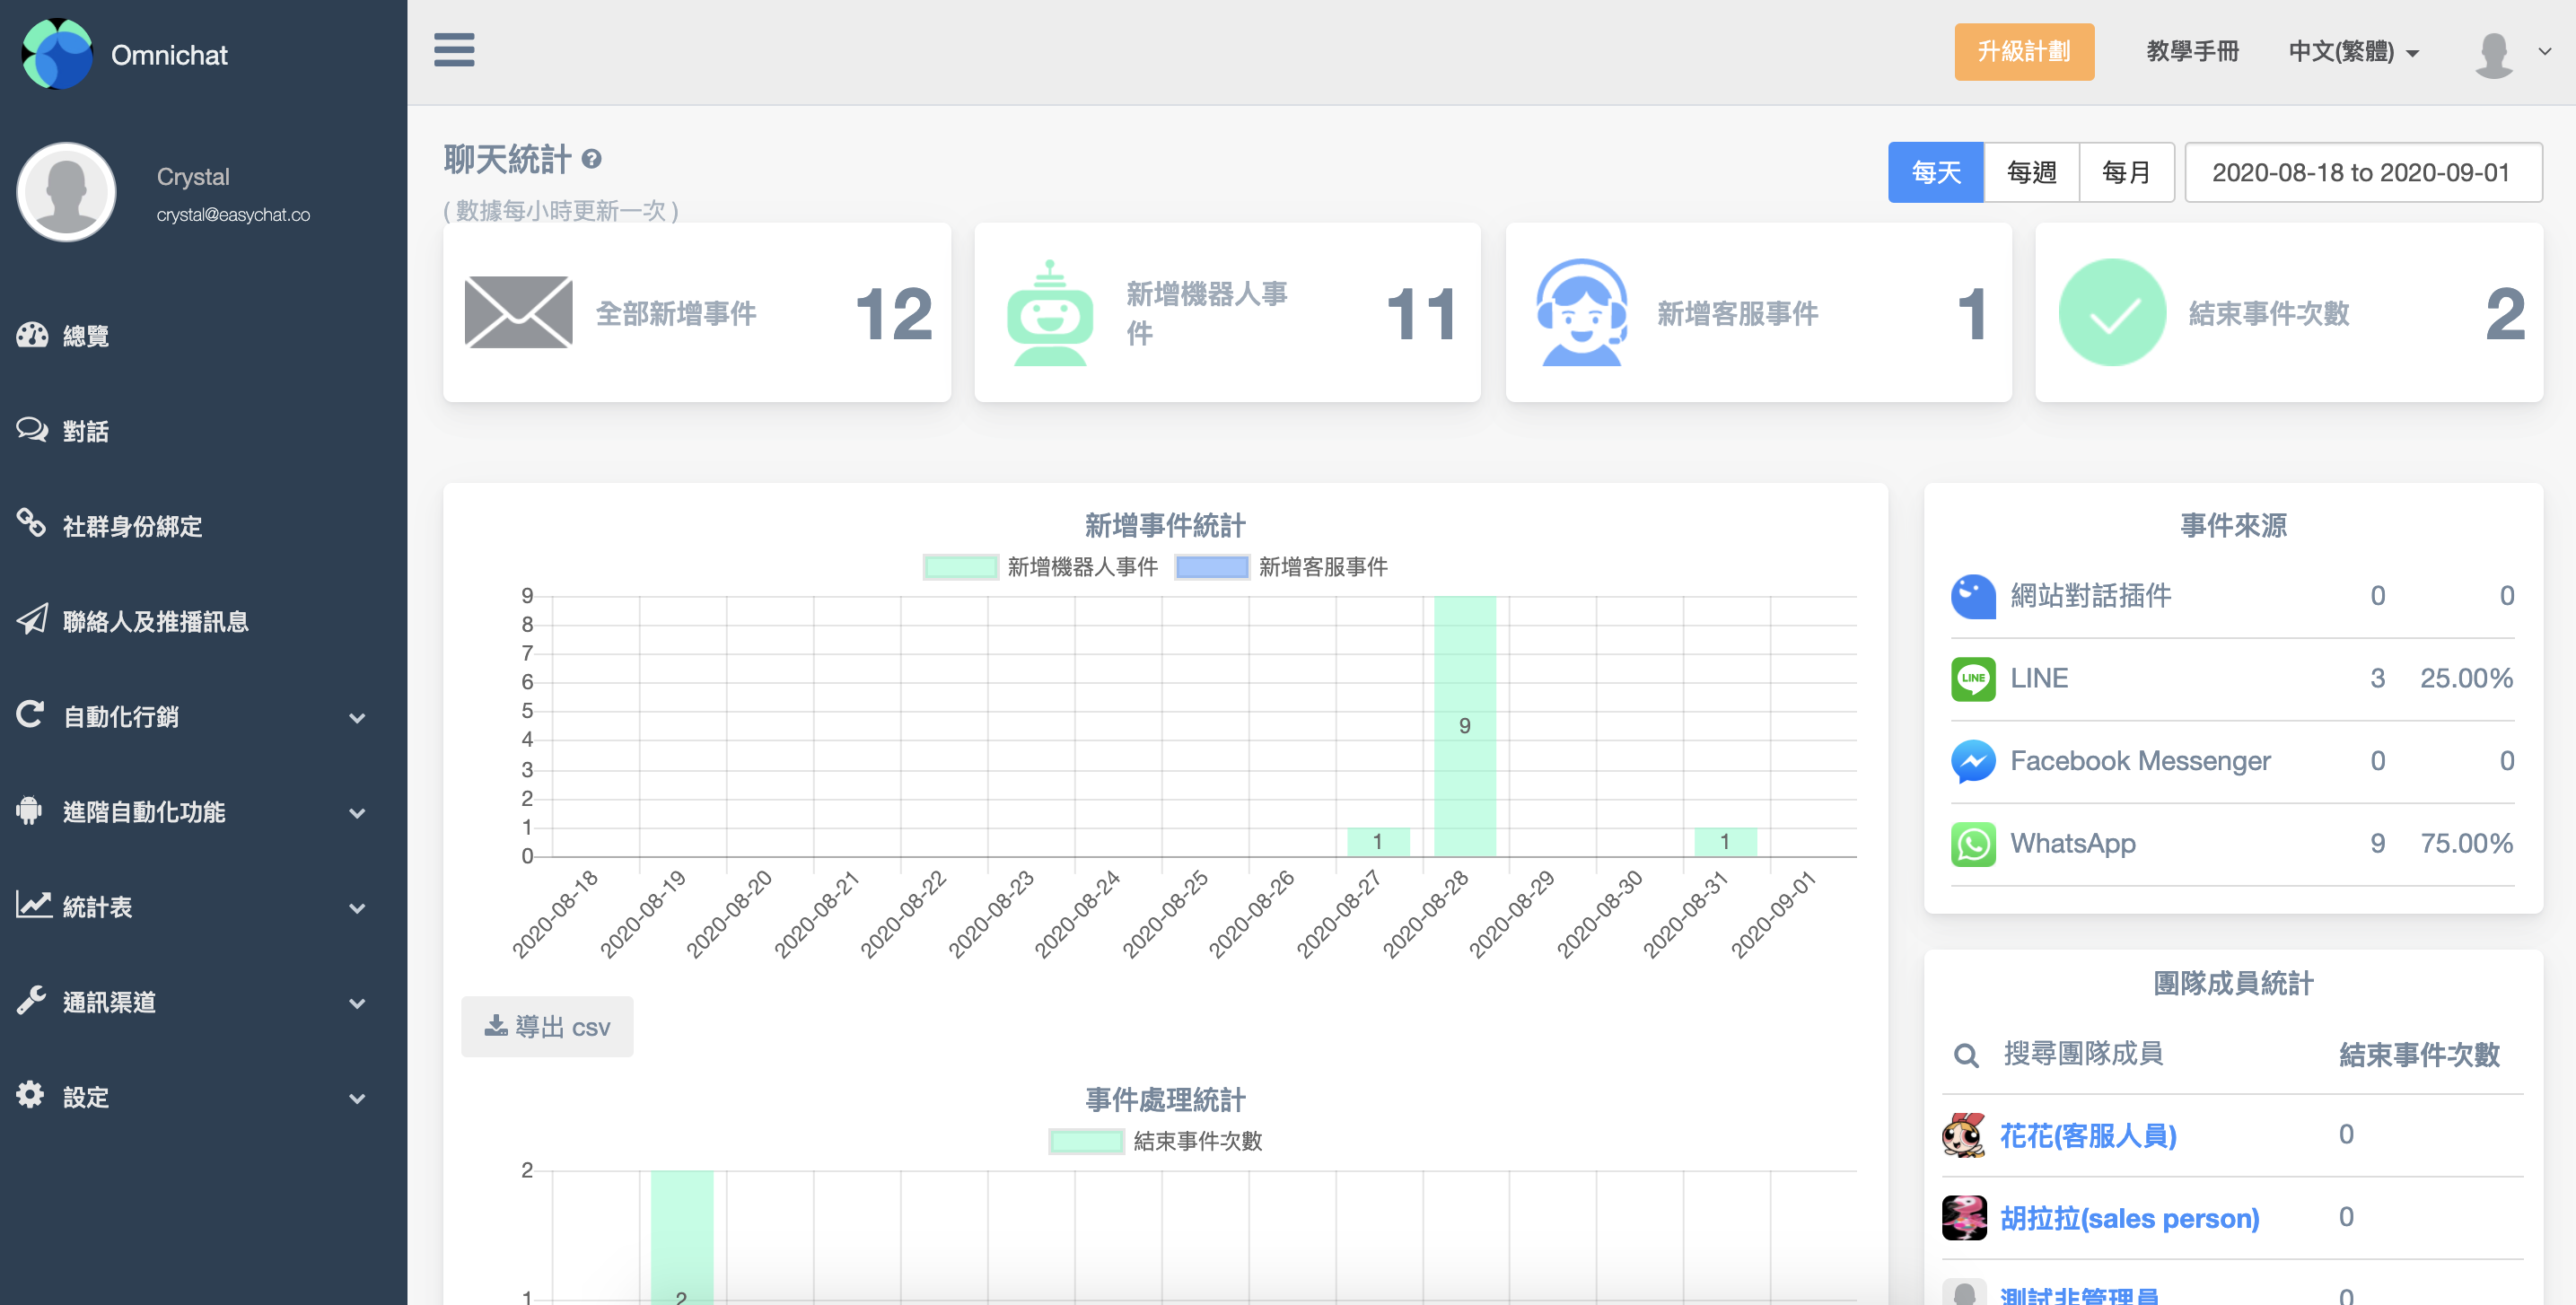 Omnichat
升級計劃
教學手冊
中文(繁體)
Crystal
crystal@easychat.co
總覽
對話
社群身份綁定
聯絡人及推播訊息
自動化行銷
進階自動化功能
統計表
通訊渠道
設定
聊天統計
( 數據每小時更新一次 )
每天
每週
每月
2020-08-18 to 2020-09-01
全部新增事件 12
新增機器人事
件
11
新增客服事件 1
結束事件次數 2
新增事件統計
新增機器人事件 新增客服事件
9
8
7
6
5
4
3
2
1
0
9
1
1
2020-08-18
2020-08-19
2020-08-20
2020-08-21
2020-08-22
2020-08-23
2020-08-24
2020-08-25
2020-08-26
2020-08-27
2020-08-28
2020-08-29
2020-08-30
2020-08-31
2020-09-01
導出 csv
事件處理統計
結束事件次數
2
1
2
事件來源
網站對話插件 0 0
LINE
LINE 3 25.00%
Facebook Messenger 0 0
WhatsApp 9 75.00%
團隊成員統計
搜尋團隊成員 結束事件次數
花花(客服人員) 0
胡拉拉(sales person) 0
測試非管理員 0